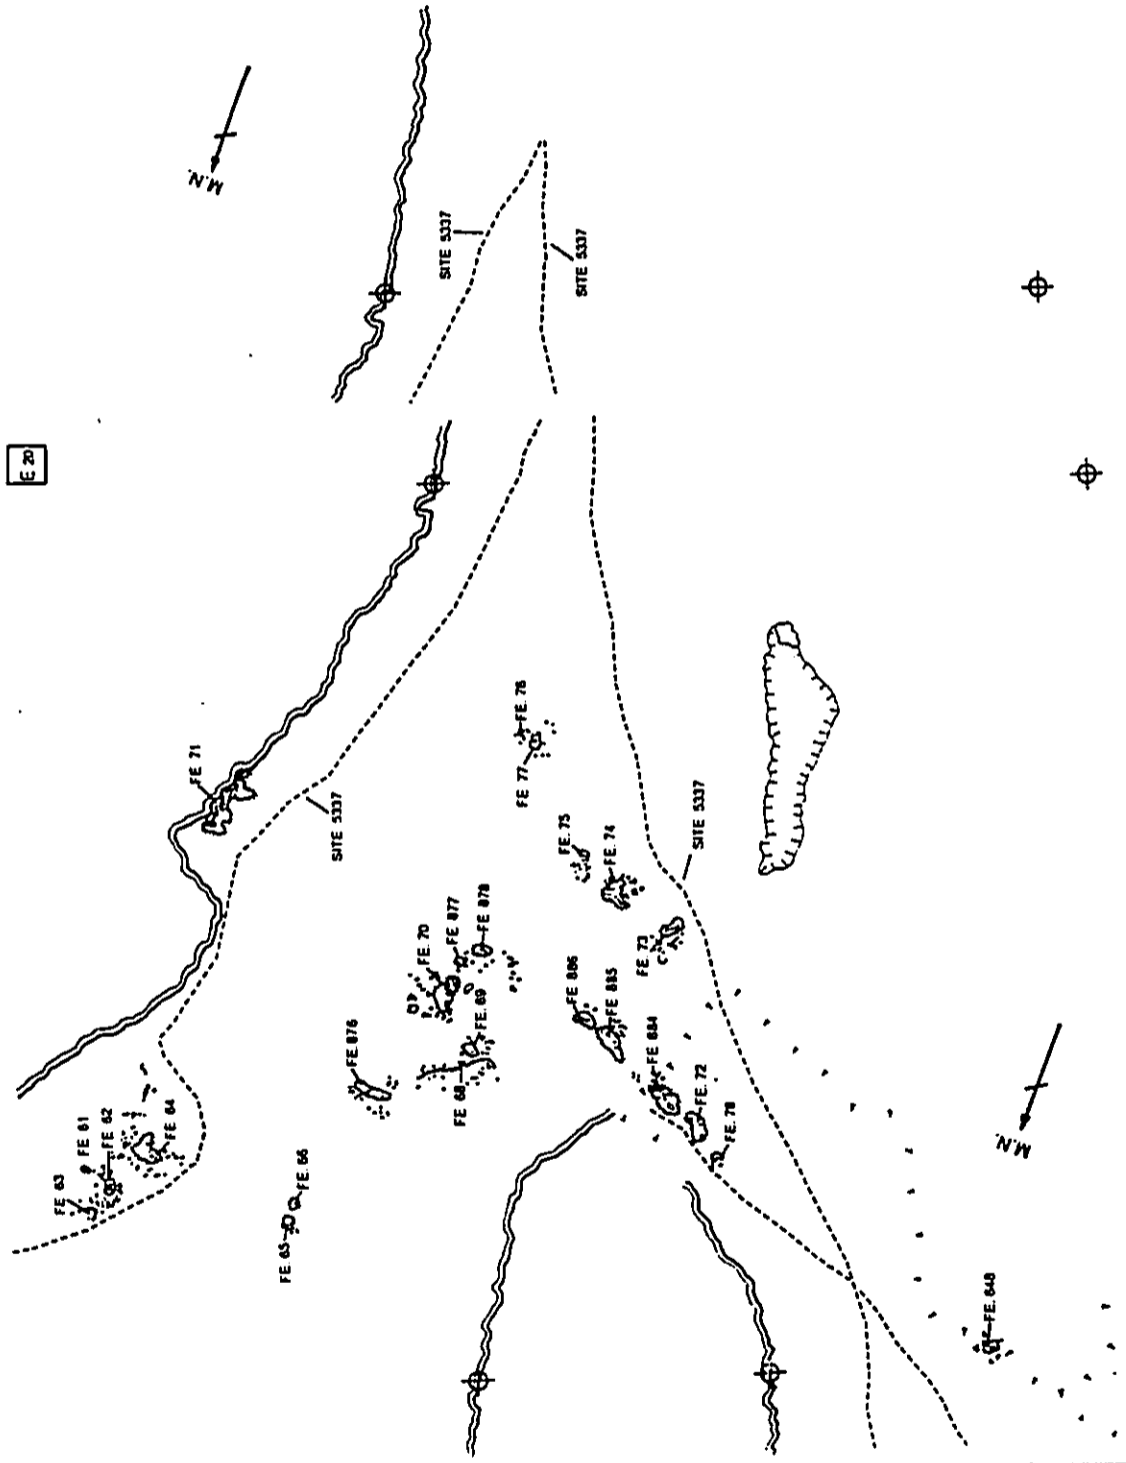 M.N.
SITE 5337
SITE 5337
E 20
FE 71
SITE 5337
FE. 76
FE 77
FE. 75
FE. 74
SITE 5337
FE. 73
FE. 70
FE 877
FE 878
FE. 69
FE 68
FE. 876
FE 886
FE 885
FE 884
FE. 72
FE. 78
FE 61
FE 62
FE 63
FE 64
FE. 65
FE. 66
M.N.
FE. 648